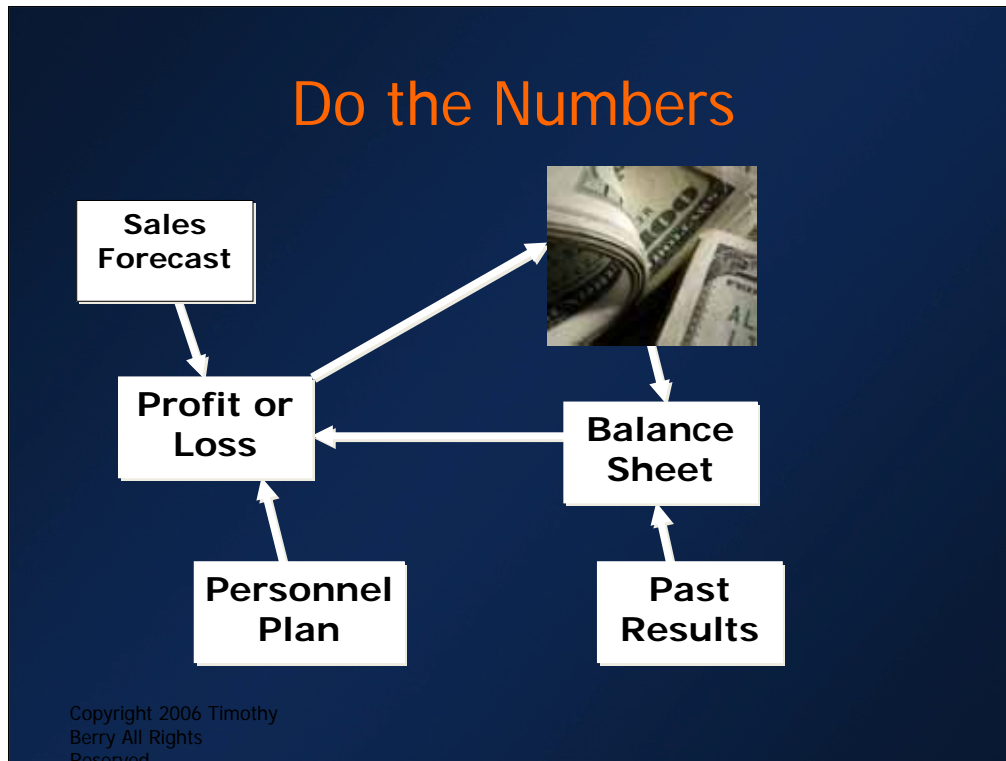 Do the Numbers
Sales
Forecast
Profit or
Loss
Balance
Sheet
Personnel
Plan
Past
Results
Copyright 2006 Timothy
Berry All Rights
Reserved